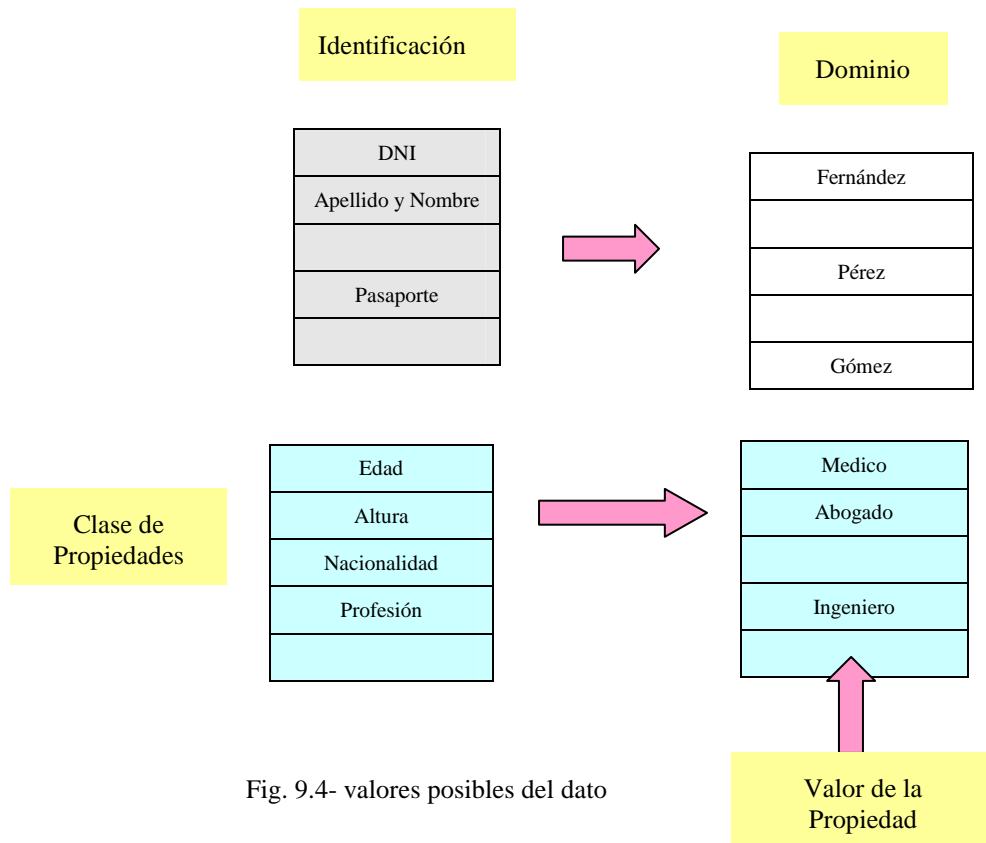 Identificación
Dominio
DNI
Apellido y Nombre
Pasaporte
Fernández
Pérez
Gómez
Clase de
Propiedades
Edad
Altura
Nacionalidad
Profesión
Medico
Abogado
Ingeniero
Fig. 9.4- valores posibles del dato
Valor de la
Propiedad